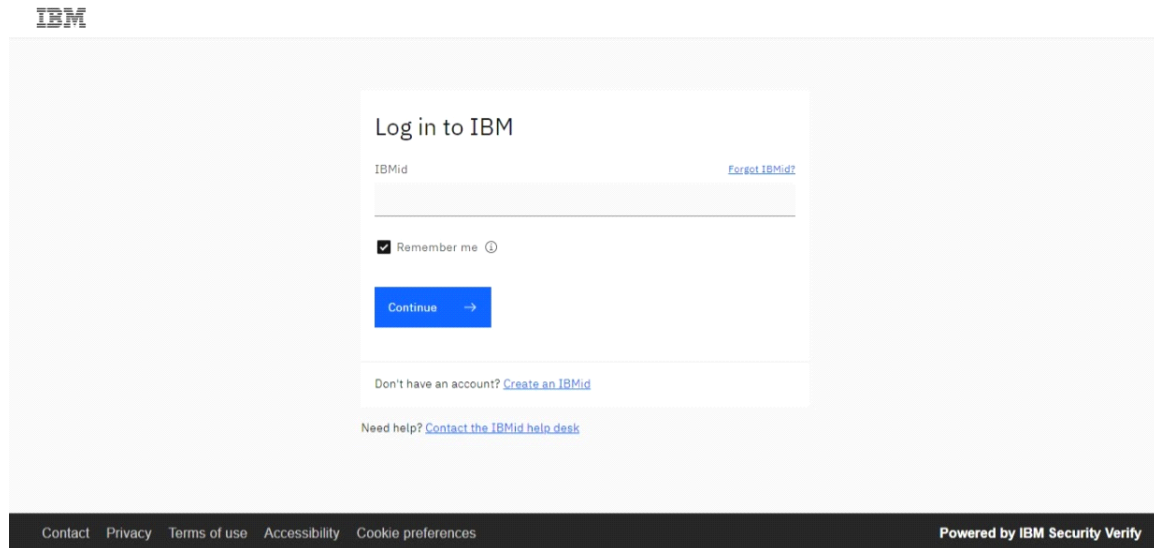 IBM
Log in to IBM
IBMid Forgot IBMid?
Remember me
Continue →
Don't have an account? Create an IBMid
Need help? Contact the IBMid help desk
Contact Privacy Terms of use Accessibility Cookie preferences Powered by IBM Security Verify